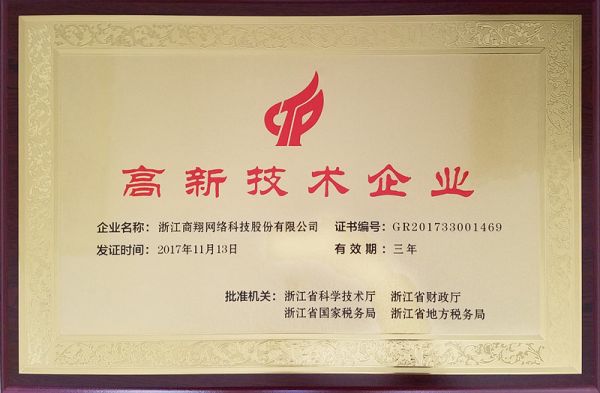 高新技术企业
企业名称：浙江商翔网络科技股份有限公司 证书编号：GR201733001469
发证时间：2017年11月13日 有效期：三年
批准机关：浙江省科学技术厅 浙江省财政厅
浙江省国家税务局 浙江省地方税务局